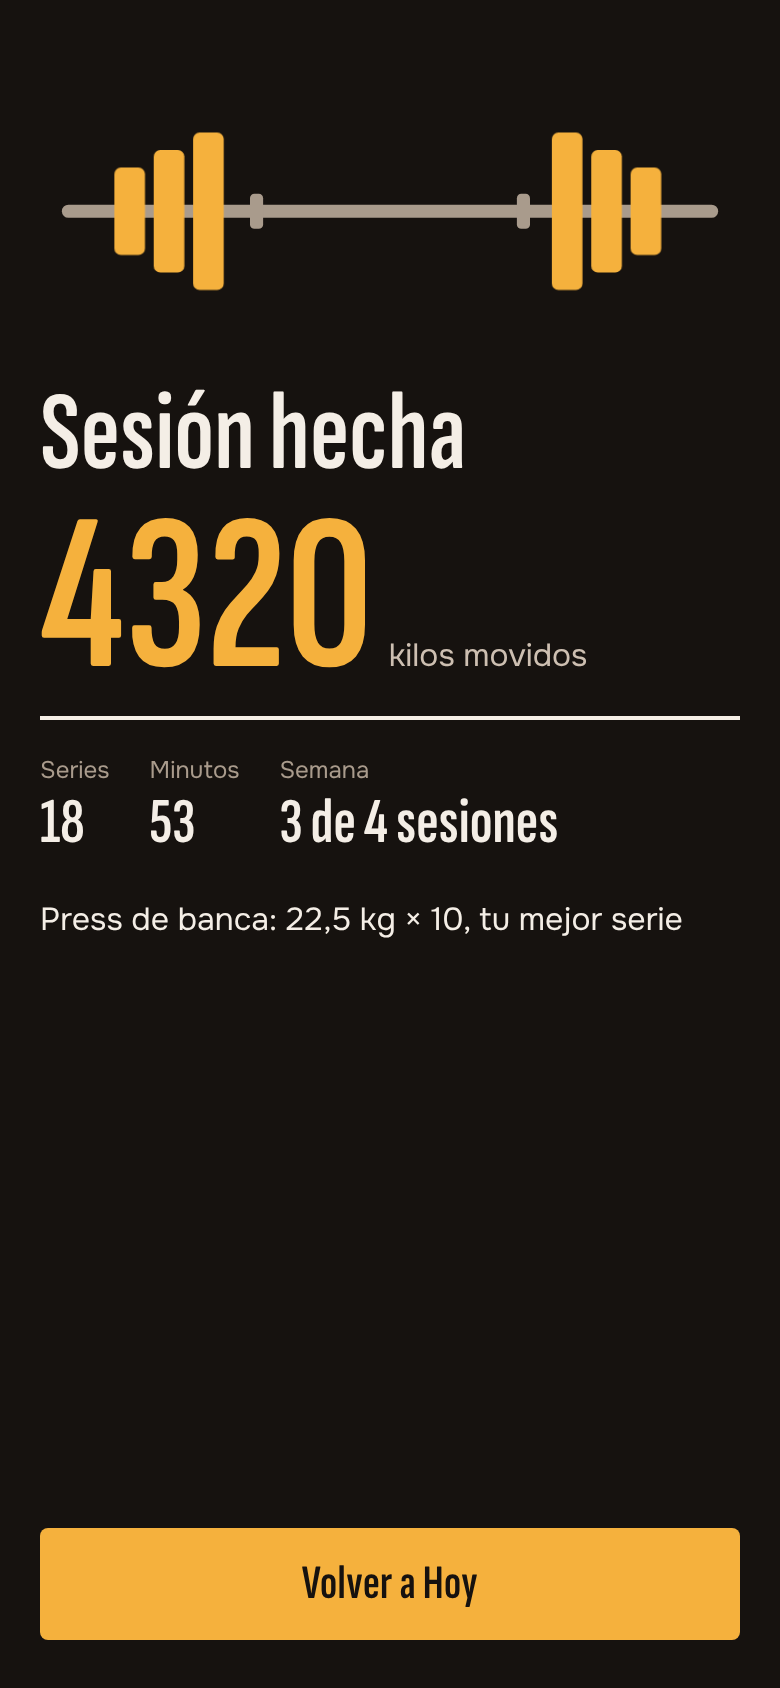 Sesión hecha
4320 kilos movidos
Series Minutos Semana
18 53 3 de 4 sesiones
Press de banca: 22,5 kg × 10, tu mejor serie
Volver a Hoy